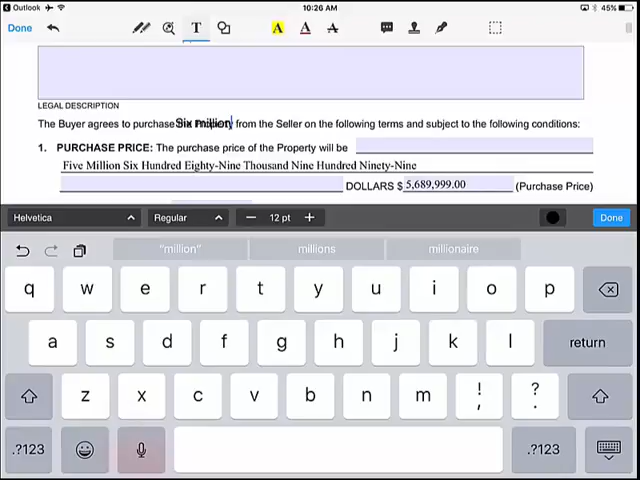 Outlook
10:26 AM
45%
Done
T
A A A
LEGAL DESCRIPTION
The Buyer agrees to purchase Six million from the Seller on the following terms and subject to the following conditions:
1. PURCHASE PRICE: The purchase price of the Property will be
Five Million Six Hundred Eighty-Nine Thousand Nine Hundred Ninety-Nine
DOLLARS $ 5,689,999.00 (Purchase Price)
Helvetica Regular 12 pt Done
"million" millions millionaire
q w e r t y u i o p
a s d f g h j k l return
z x c v b n m ! , ? .
.?123 .?123